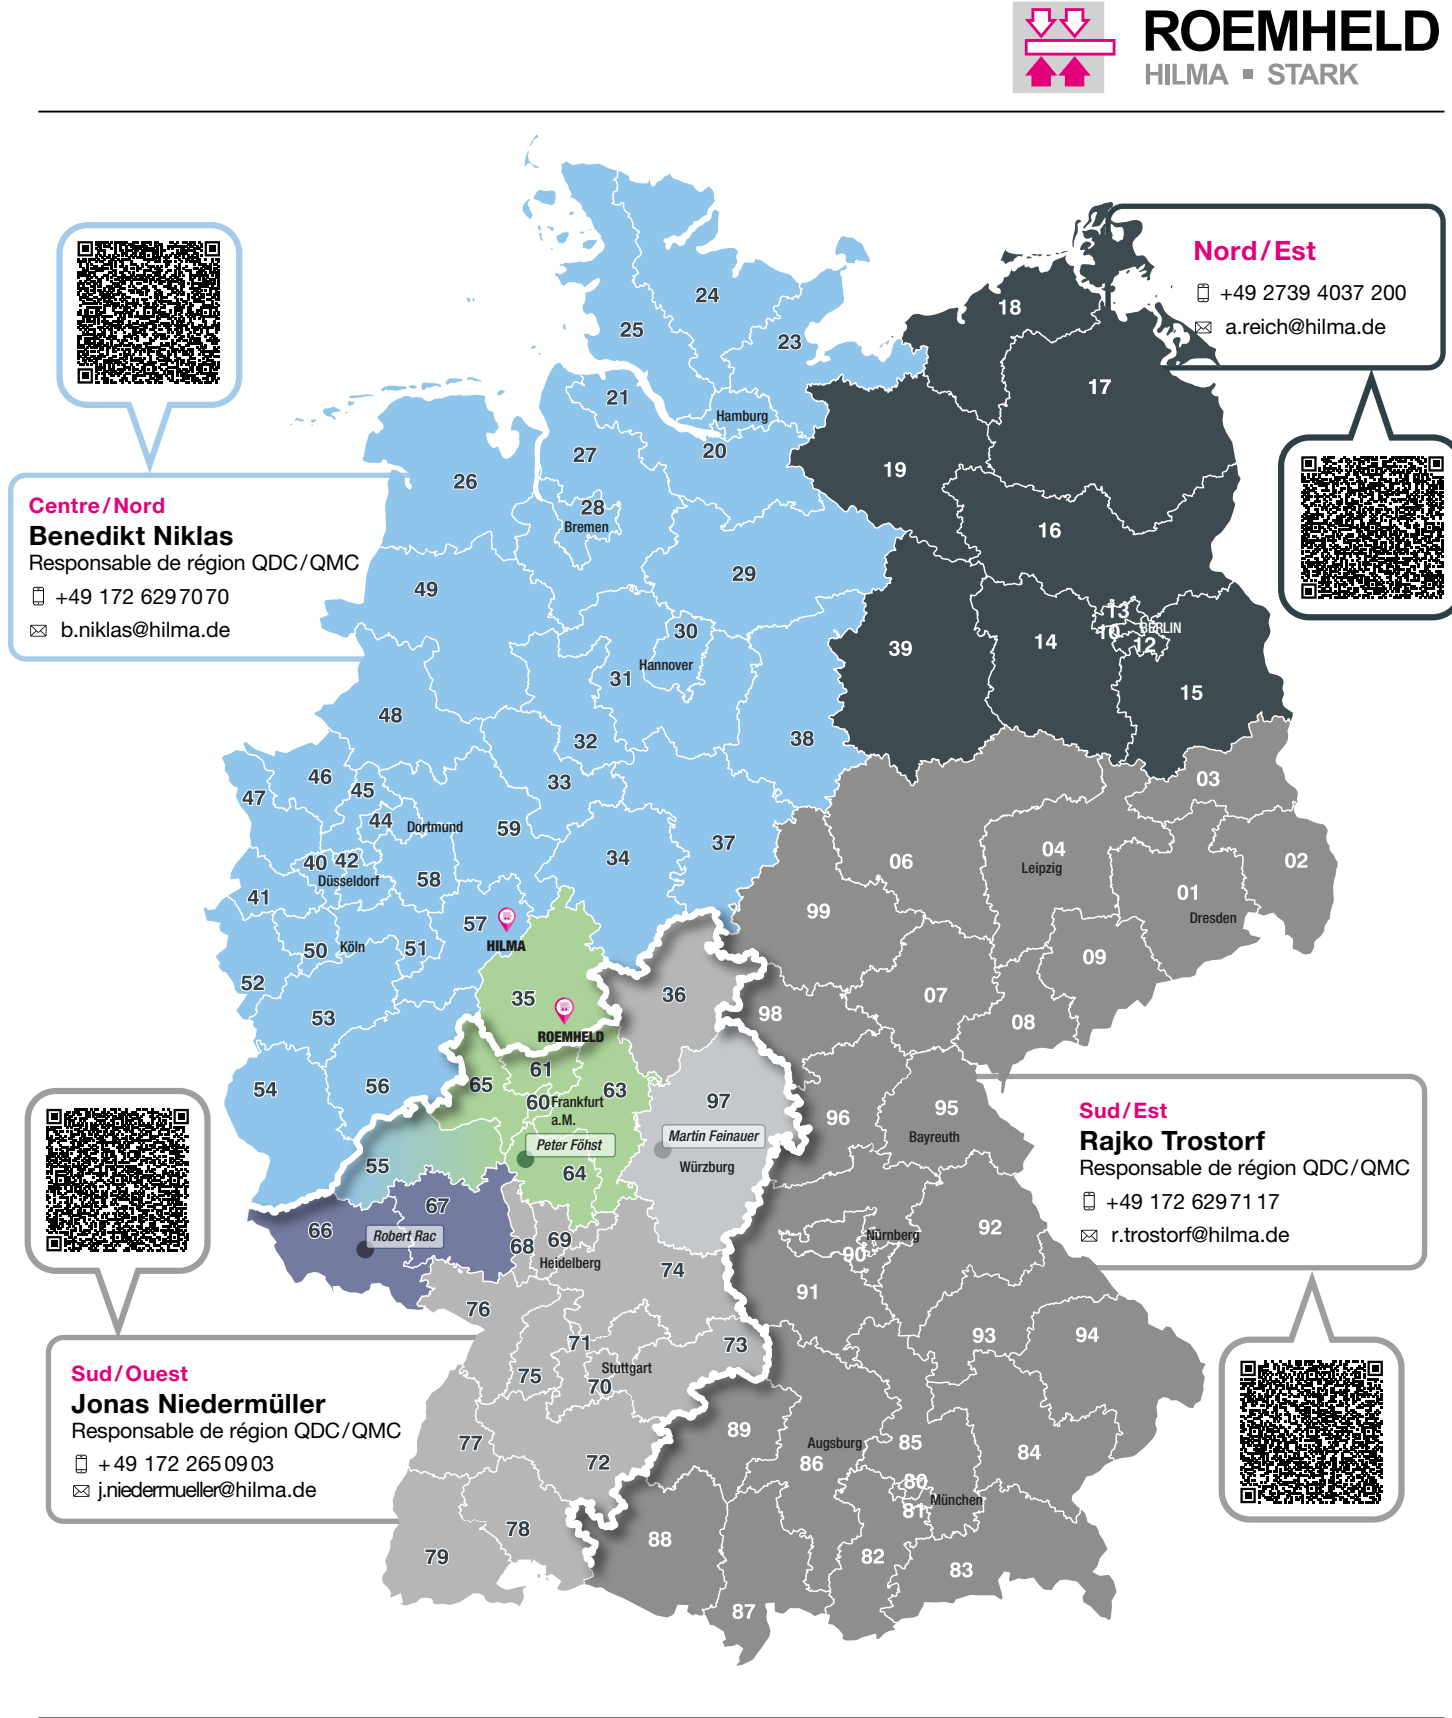 ROEMHELD
HILMA ▪ STARK
Nord/Est
+49 2739 4037 200
a.reich@hilma.de
Centre/Nord
Benedikt Niklas
Responsable de région QDC/QMC
+49 172 6297070
b.niklas@hilma.de
24
25
23
18
17
21
Hamburg
20
27
26
19
28
Bremen
16
29
49
13
BERLIN
10
12
30
Hannover
31
39
14
15
48
32
38
46
45
47
33
03
44
Dortmund
59
40
42
Düsseldorf
58
34
37
06
04
Leipzig
02
41
01
Dresden
99
57
HILMA
50
Köln
51
52
09
53
35
ROEMHELD
36
07
98
08
54
56
65
61
63
60
Frankfurt
a.M.
97
96
95
Bayreuth
Peter Föhst
Martin Feinauer
Würzburg
55
64
67
66
Robert Rac
68
69
Heidelberg
74
Nürnberg
90
92
91
76
71
73
93
94
75
Stuttgart
70
77
72
89
Augsburg
86
85
84
80
81
München
78
79
88
82
83
87
Sud/Est
Rajko Trostorf
Responsable de région QDC/QMC
+49 172 6297117
r.trostorf@hilma.de
Sud/Ouest
Jonas Niedermüller
Responsable de région QDC/QMC
+49 172 2650903
j.niedermueller@hilma.de